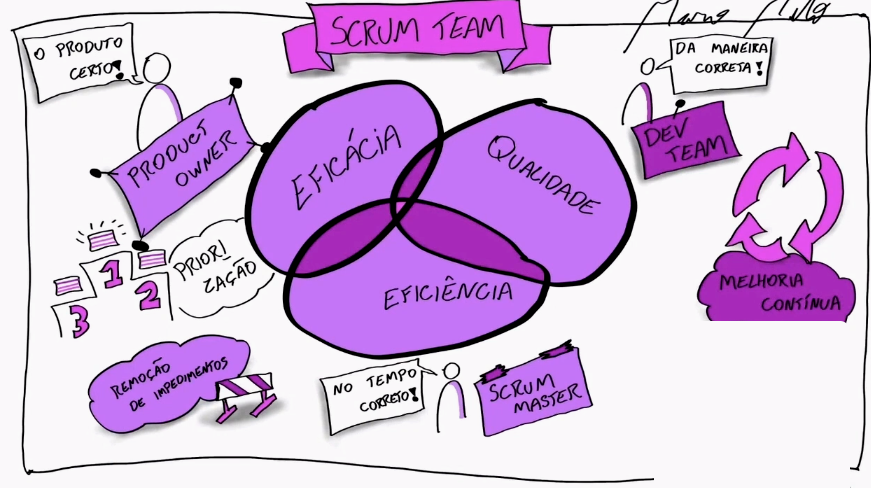 SCRUM TEAM
O PRODUTO
CERTO!
PRODUCT
OWNER
EFICÁCIA
QUALIDADE
EFICIÊNCIA
DA MANEIRA
CORRETA!
DEV
TEAM
1
2
3
PRIORI
ZAÇÃO
MELHORIA
CONTÍNUA
REMOÇÃO
DE IMPEDIMENTOS
NO TEMPO
CORRETO!
SCRUM
MASTER